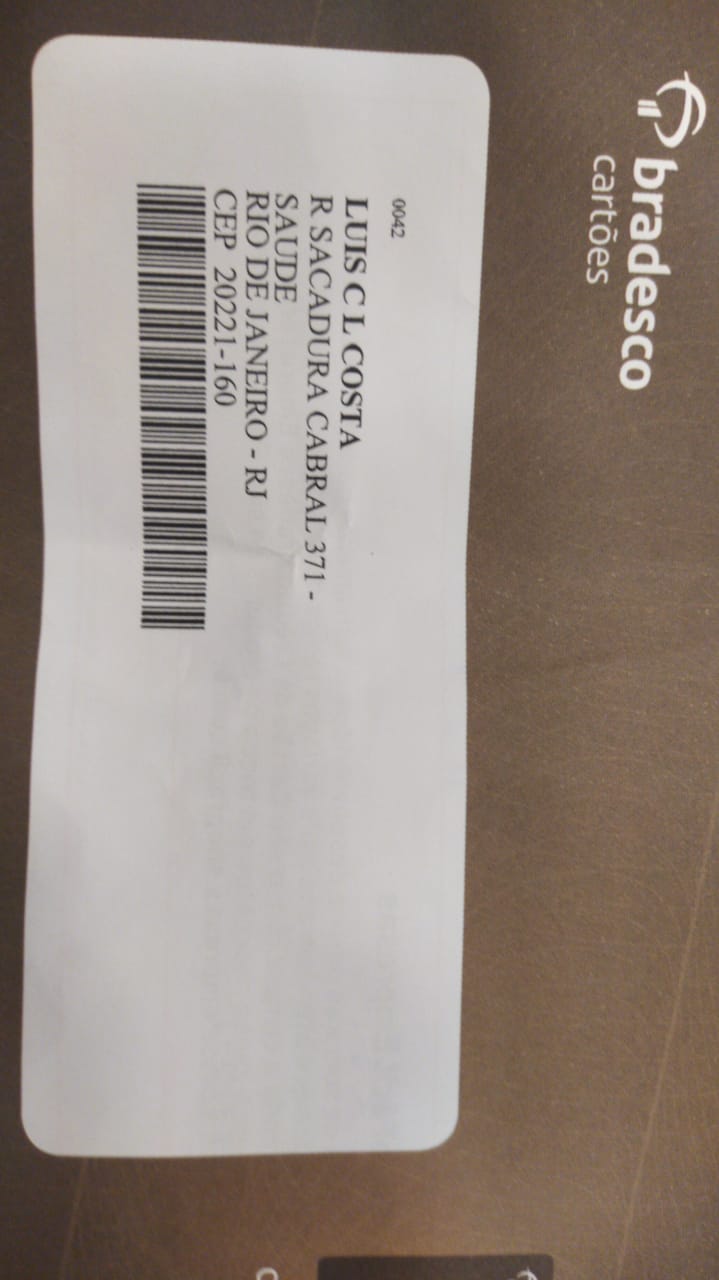 bradesco
cartões
0042
LUIS C L COSTA
R SACADURA CABRAL 371 -
SAUDE
RIO DE JANEIRO - RJ
CEP 20221-160